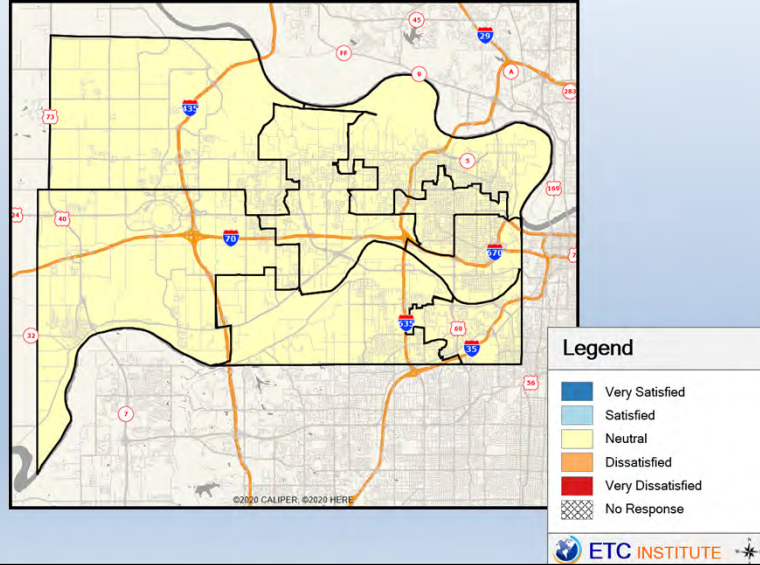 45
29
FF
A
9
283
435
73
5
169
24
40
70
670
635
69
32
35
56
7
©2020 CALIPER; ©2020 HERE
Legend
Very Satisfied
Satisfied
Neutral
Dissatisfied
Very Dissatisfied
No Response
ETC INSTITUTE